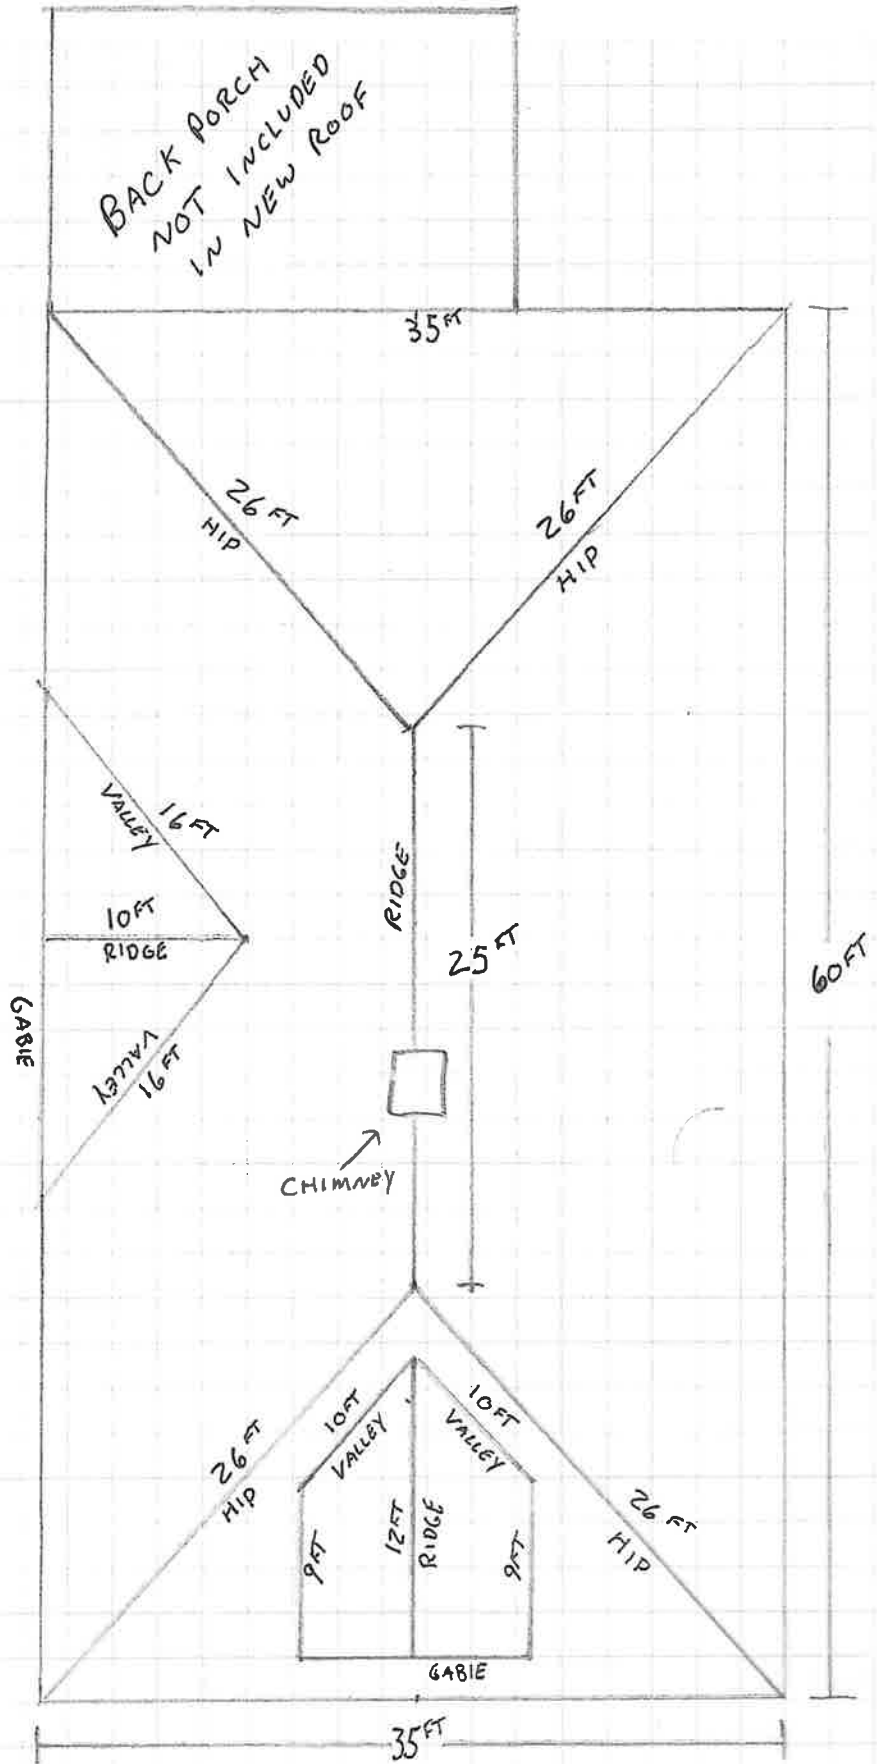 BACK PORCH
NOT INCLUDED
IN NEW ROOF
35FT
26FT
HIP
26FT
HIP
VALLEY
16FT
10FT
RIDGE
VALLEY
16FT
GABIE
RIDGE
25FT
60FT
CHIMNEY
26FT
HIP
10FT
VALLEY
10FT
VALLEY
26FT
HIP
9FT
12FT
RIDGE
9FT
GABIE
35FT